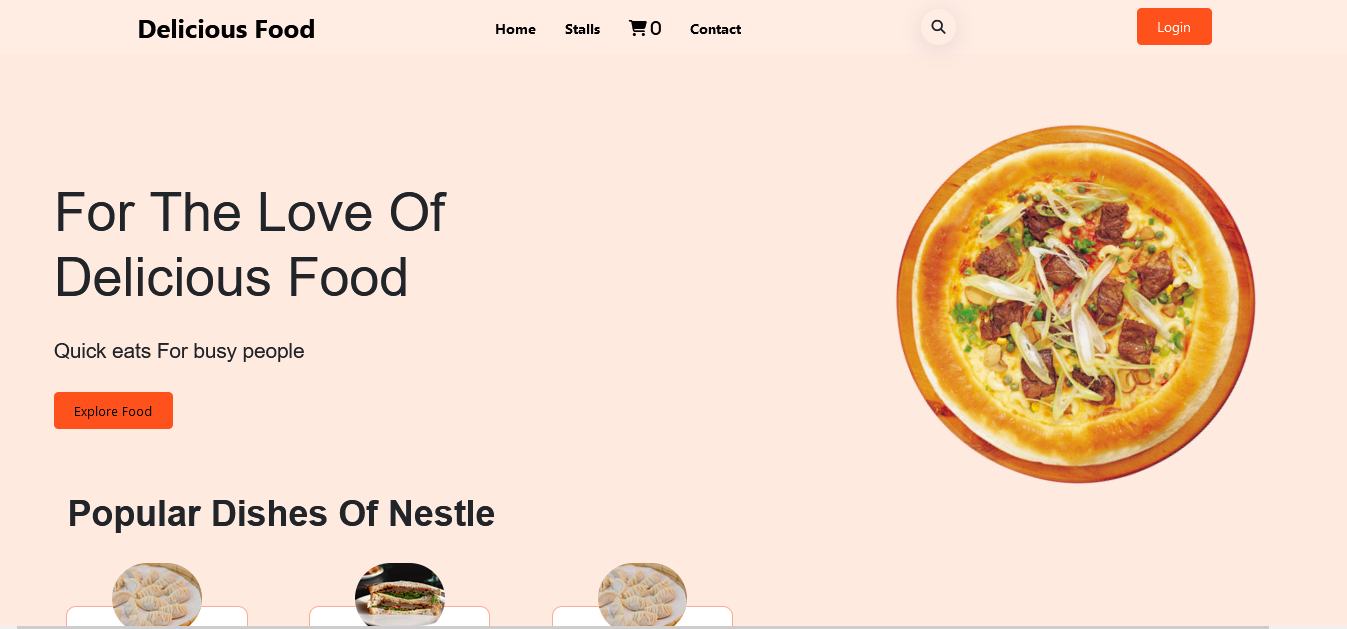 Delicious Food
Home
Stalls
0
Contact
Login
For The Love Of
Delicious Food
Quick eats For busy people
Explore Food
Popular Dishes Of Nestle